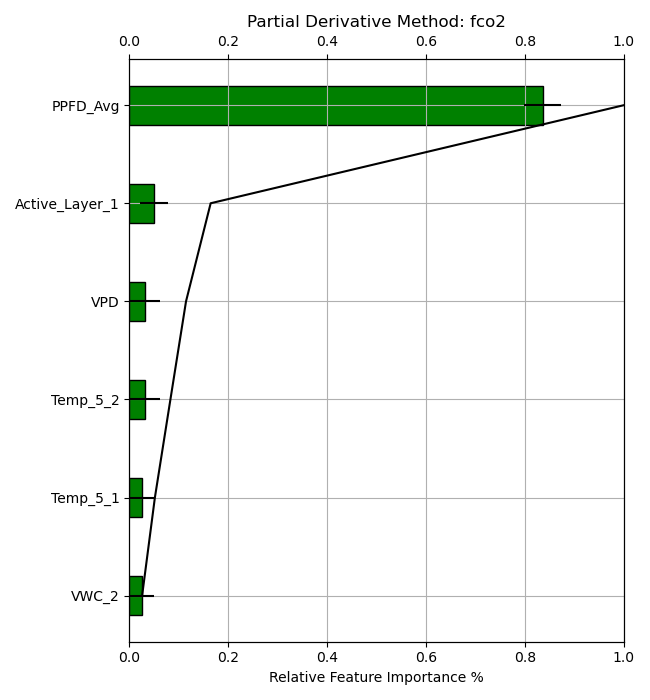 Partial Derivative Method: fco2
0.0 0.2 0.4 0.6 0.8 1.0
PPFD_Avg
Active_Layer_1
VPD
Temp_5_2
Temp_5_1
VWC_2
0.0 0.2 0.4 0.6 0.8 1.0
Relative Feature Importance %